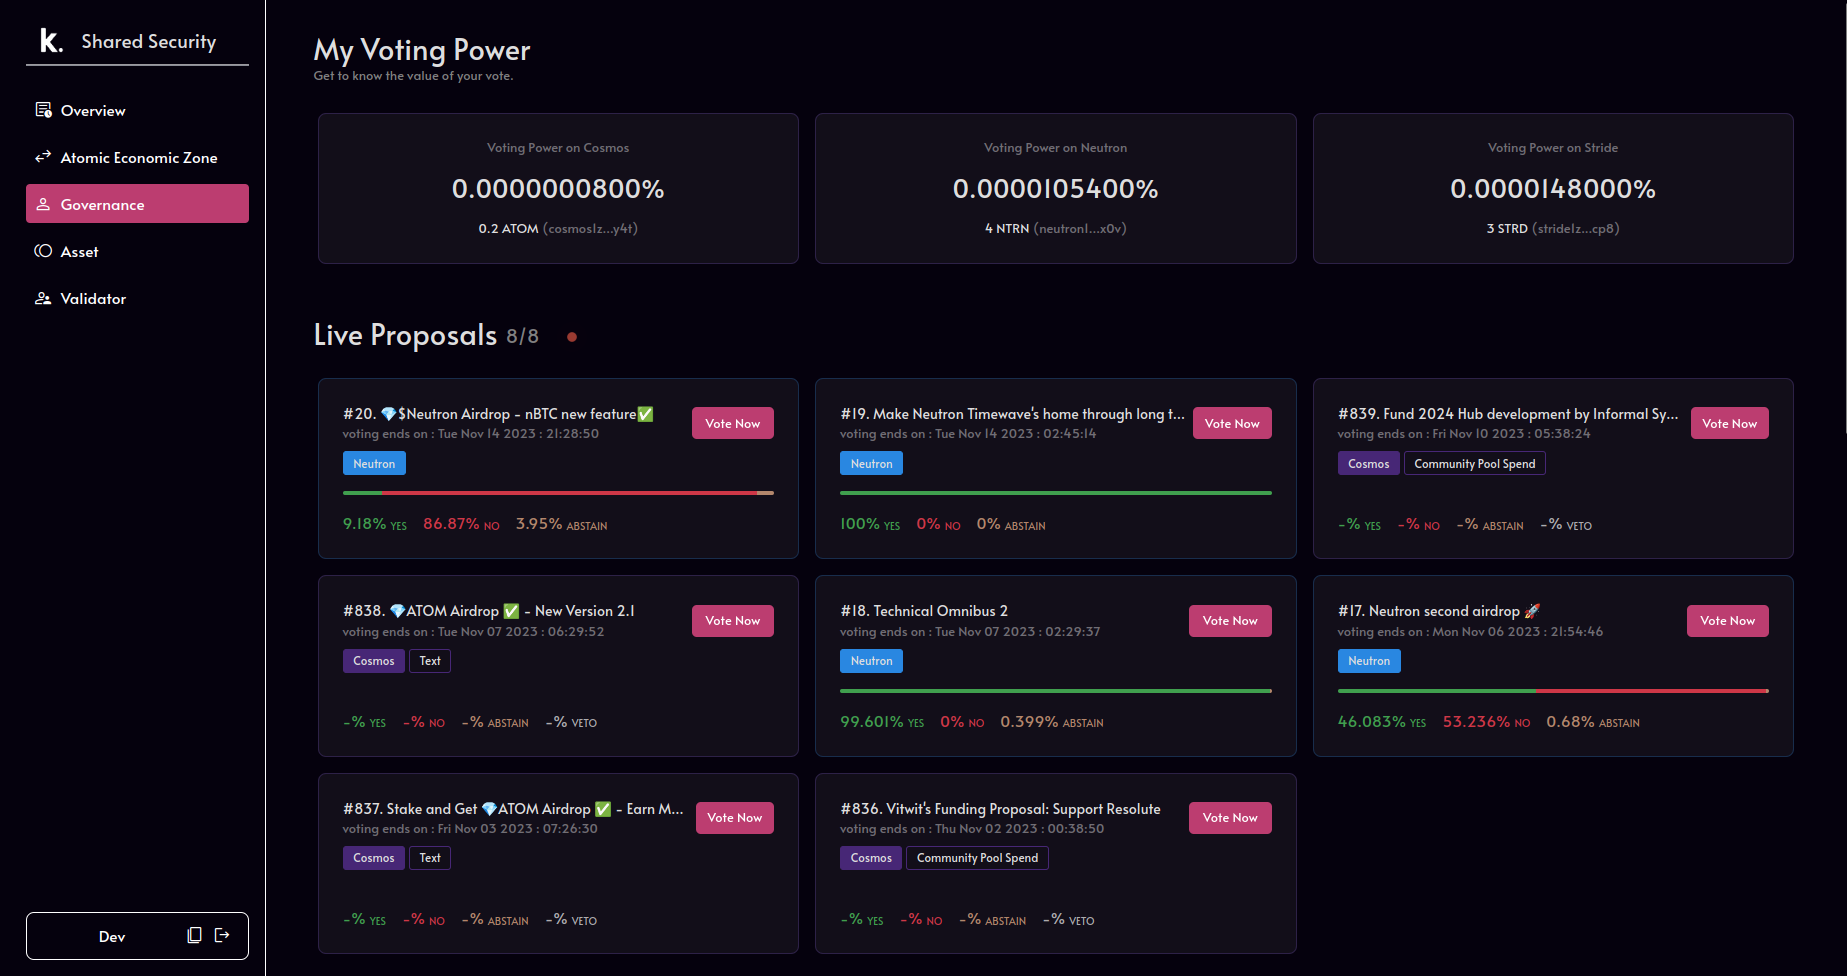 k. Shared Security
Overview
Atomic Economic Zone
Governance
Asset
Validator
Dev
My Voting Power
Get to know the value of your vote.
Voting Power on Cosmos
0.0000000800%
0.2 ATOM (cosmos1z...y4t)
Voting Power on Neutron
0.0000105400%
4 NTRN (neutron1...x0v)
Voting Power on Stride
0.0000148000%
3 STRD (stride1z...cp8)
Live Proposals 8/8
#20. 💎$Neutron Airdrop - nBTC new feature✅
voting ends on : Tue Nov 14 2023 : 21:28:50
Vote Now
Neutron
9.18% YES 86.87% NO 3.95% ABSTAIN
#19. Make Neutron Timewave's home through long t...
voting ends on : Tue Nov 14 2023 : 02:45:14
Vote Now
Neutron
100% YES 0% NO 0% ABSTAIN
#839. Fund 2024 Hub development by Informal Sy...
voting ends on : Fri Nov 10 2023 : 05:38:24
Vote Now
Cosmos Community Pool Spend
-% YES -% NO -% ABSTAIN -% VETO
#838. 💎ATOM Airdrop ✅ - New Version 2.1
voting ends on : Tue Nov 07 2023 : 06:29:52
Vote Now
Cosmos Text
-% YES -% NO -% ABSTAIN -% VETO
#18. Technical Omnibus 2
voting ends on : Tue Nov 07 2023 : 02:29:37
Vote Now
Neutron
99.601% YES 0% NO 0.399% ABSTAIN
#17. Neutron second airdrop 🚀
voting ends on : Mon Nov 06 2023 : 21:54:46
Vote Now
Neutron
46.083% YES 53.236% NO 0.68% ABSTAIN
#837. Stake and Get 💎ATOM Airdrop ✅ - Earn M...
voting ends on : Fri Nov 03 2023 : 07:26:30
Vote Now
Cosmos Text
-% YES -% NO -% ABSTAIN -% VETO
#836. Vitwit's Funding Proposal: Support Resolute
voting ends on : Thu Nov 02 2023 : 00:38:50
Vote Now
Cosmos Community Pool Spend
-% YES -% NO -% ABSTAIN -% VETO